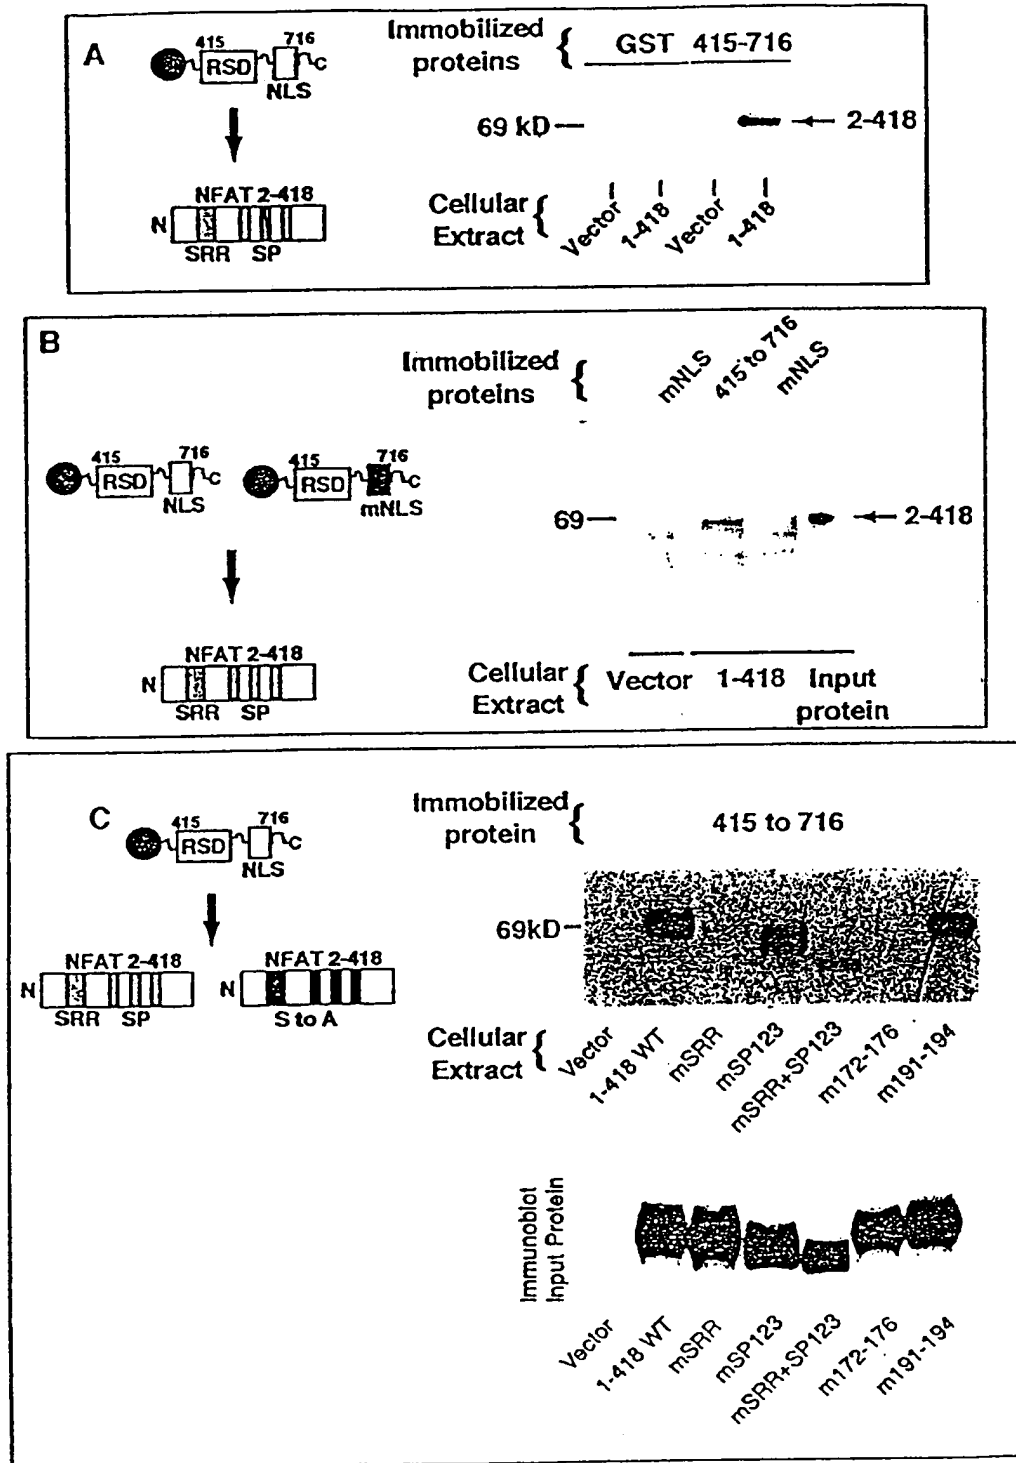 A
415
716
RSD
C
NLS
NFAT 2-418
N
SRR SP
Immobilized
proteins {
GST 415-716
69 kD
2-418
Cellular
Extract {
Vector
1-418
Vector
1-418
B
Immobilized
proteins {
mNLS
415 to 716
mNLS
415
716
RSD
C
NLS
415
716
RSD
C
mNLS
69
2-418
NFAT 2-418
N
SRR SP
Cellular
Extract {
Vector 1-418 Input
protein
C
415
716
RSD
C
NLS
Immobilized
protein {
415 to 716
69kD
NFAT 2-418
N
SRR SP
NFAT 2-418
N
S to A
Cellular
Extract {
Vector
1-418 WT
mSRR
mSP123
mSRR+SP123
m172-176
m191-194
Immunoblot
Input Protein
Vector
1-418 WT
mSRR
mSP123
mSRR+SP123
m172-176
m191-194